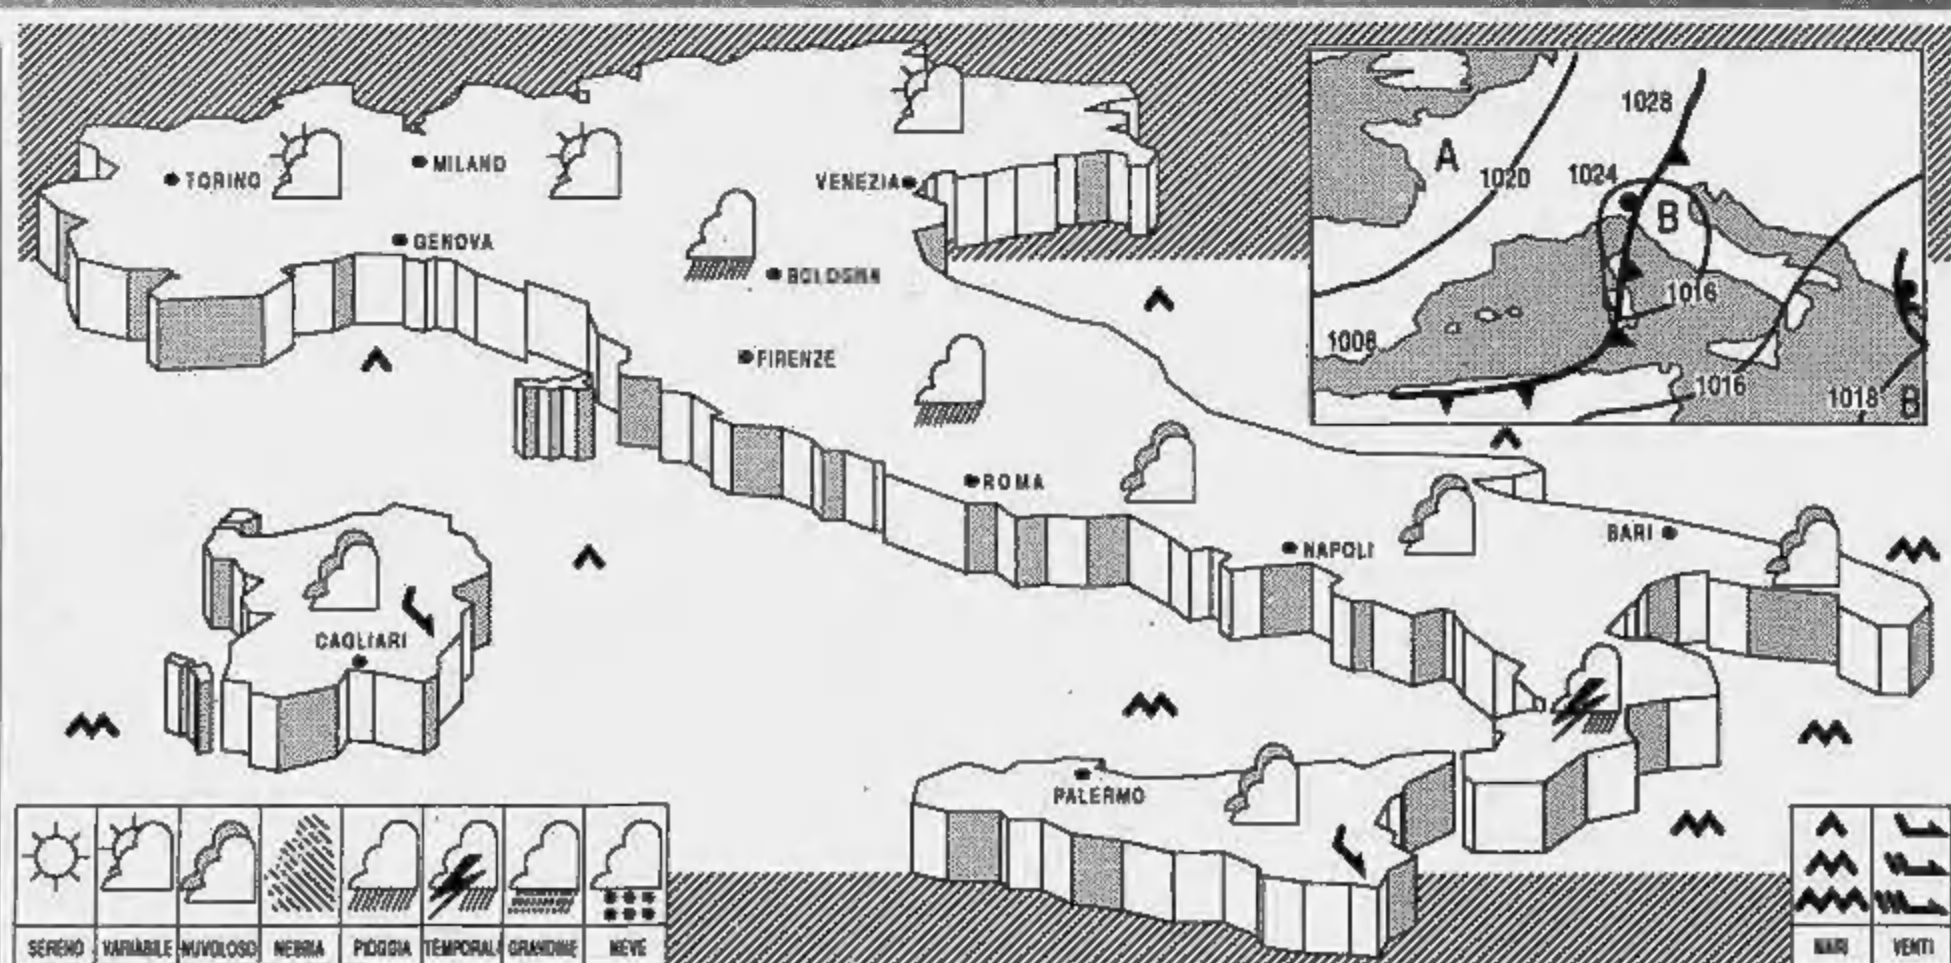 TORINO
MILANO
VENEZIA
GENOVA
BOLOGNA
FIRENZE
ROMA
NAPOLI
BARI
CAGLIARI
PALERMO
A
1020
1028
1024
B
1016
1008
1016
1018
B
SERENO VARIABILE NUVOLOSO NEBBIA PIOGGIA TEMPORALE GRANDINE NEVE
MARI VENTI